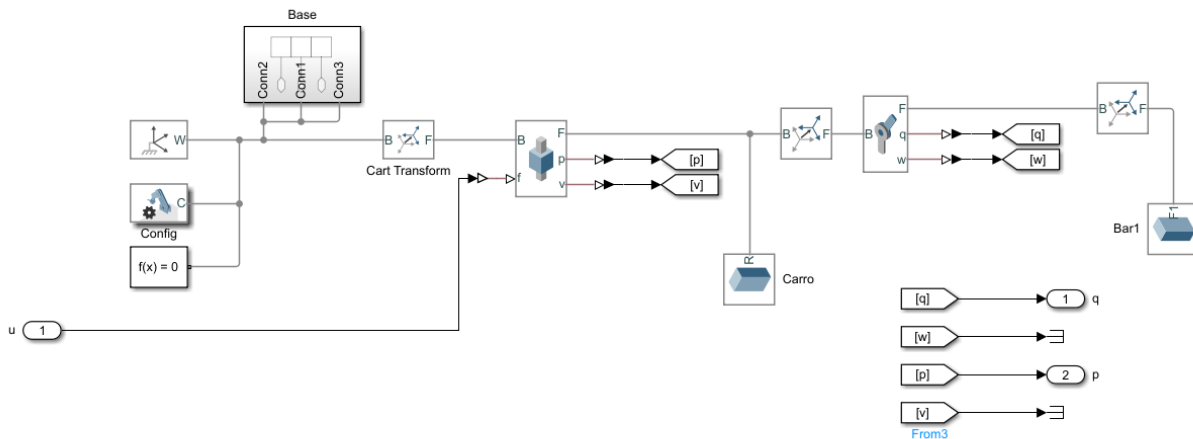 Base
Conn2
Conn1
Conn3
W
B
F
Cart Transform
B
F
p
v
f
[p]
[v]
B
F
B
F
q
w
[q]
[w]
B
F
C
Config
f(x) = 0
R
Carro
Bar1
F1
u
1
[q]
1
q
[w]
[p]
2
p
[v]
From3